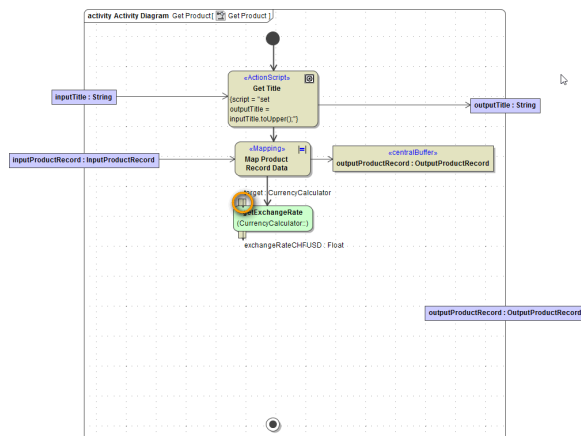 activity Activity Diagram Get Product[ Get Product ]
«ActionScript»
Get Title
{script = "set
outputTitle =
inputTitle.toUpper();"}
inputTitle : String
outputTitle : String
«Mapping»
Map Product
Record Data
inputProductRecord : InputProductRecord
«centralBuffer»
outputProductRecord : OutputProductRecord
target : CurrencyCalculator
getExchangeRate
(CurrencyCalculator::)
exchangeRateCHFUSD : Float
outputProductRecord : OutputProductRecord